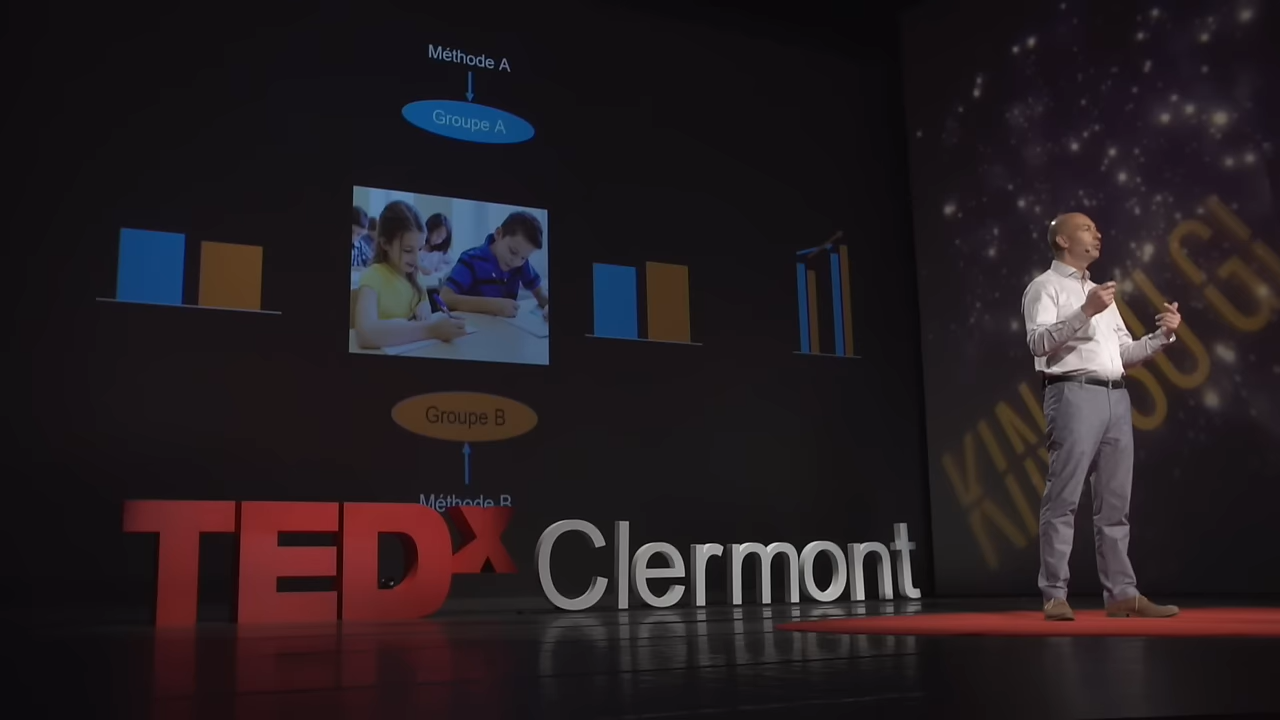 Méthode A
Groupe A
Groupe B
Méthode B
TEDx Clermont